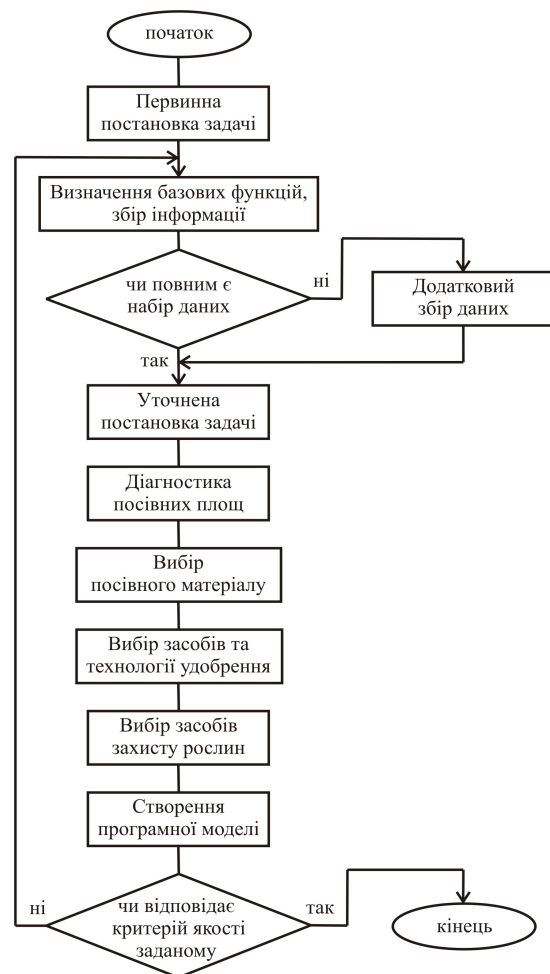 початок
Первинна
постановка задачі
Визначення базових функцій,
збір інформації
чи повним є
набір даних
ні
Додатковий
збір даних
так
Уточнена
постановка задачі
Діагностика
посівних площ
Вибір
посівного матеріалу
Вибір засобів та
технології удобрення
Вибір засобів
захисту рослин
Створення
програмної моделі
ні
чи відповідає
критерій якості
заданому
так
кінець